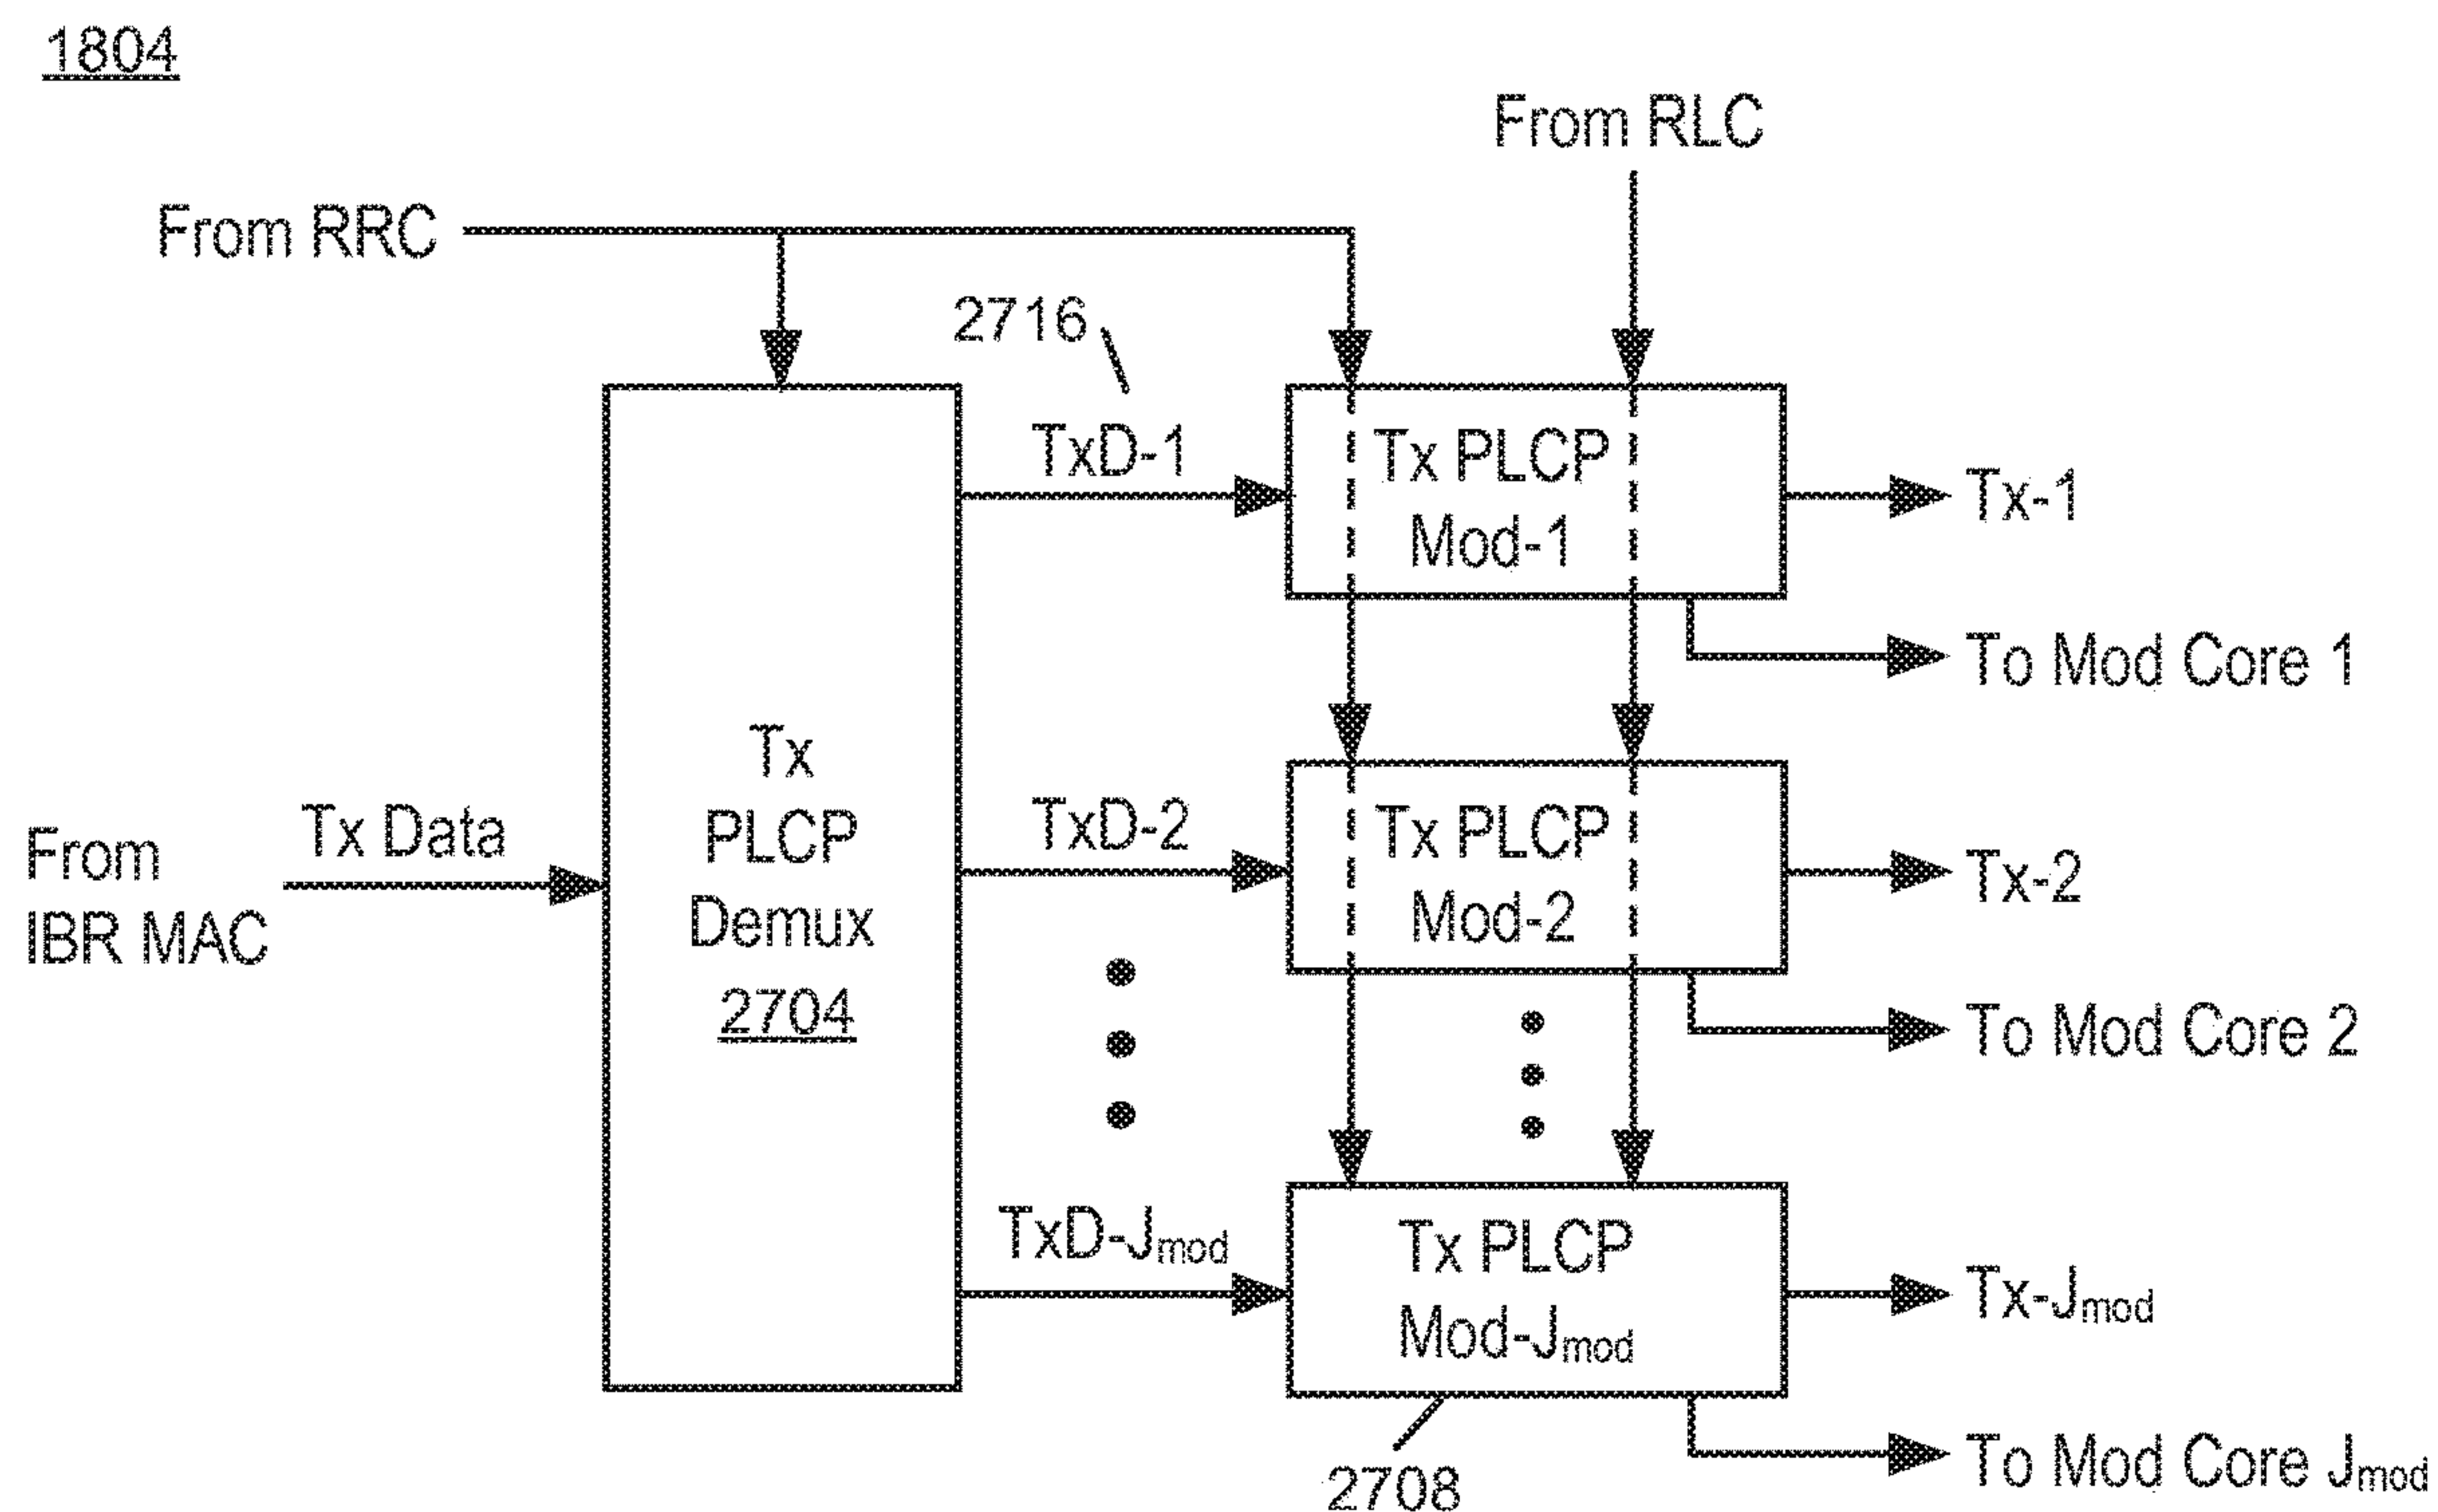 1804
From RLC
From RRC
2716
TxD-1
Tx PLCP
Mod-1
Tx-1
To Mod Core 1
Tx
PLCP
Demux
2704
From
IBR MAC
Tx Data
TxD-2
Tx PLCP
Mod-2
Tx-2
To Mod Core 2
TxD-Jmod
Tx PLCP
Mod-Jmod
Tx-Jmod
To Mod Core Jmod
2708